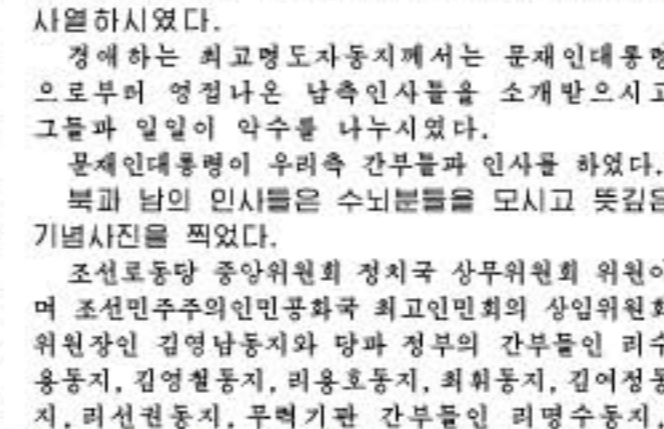 사열하시였다.
경애하는 최고령도자동지께서는 문재인대통령
으로부터 영접나온 남측인사들을 소개받으시고
그들과 일일이 악수를 나누시였다.
문재인대통령이 우리측 간부들과 인사를 하였다.
북과 남의 인사들은 수뇌분들을 모시고 뜻깊은
기념사진을 찍었다.
조선로동당 중앙위원회 정치국 상무위원회 위원이
며 조선민주주의인민공화국 최고인민회의 상임위원회
위원장인 김영남동지와 당과 정부의 간부들인 리수
용동지, 김영철동지, 리용호동지, 최휘동지, 김여정동
지, 리선권동지, 무력기관 간부들인 리명수동지,